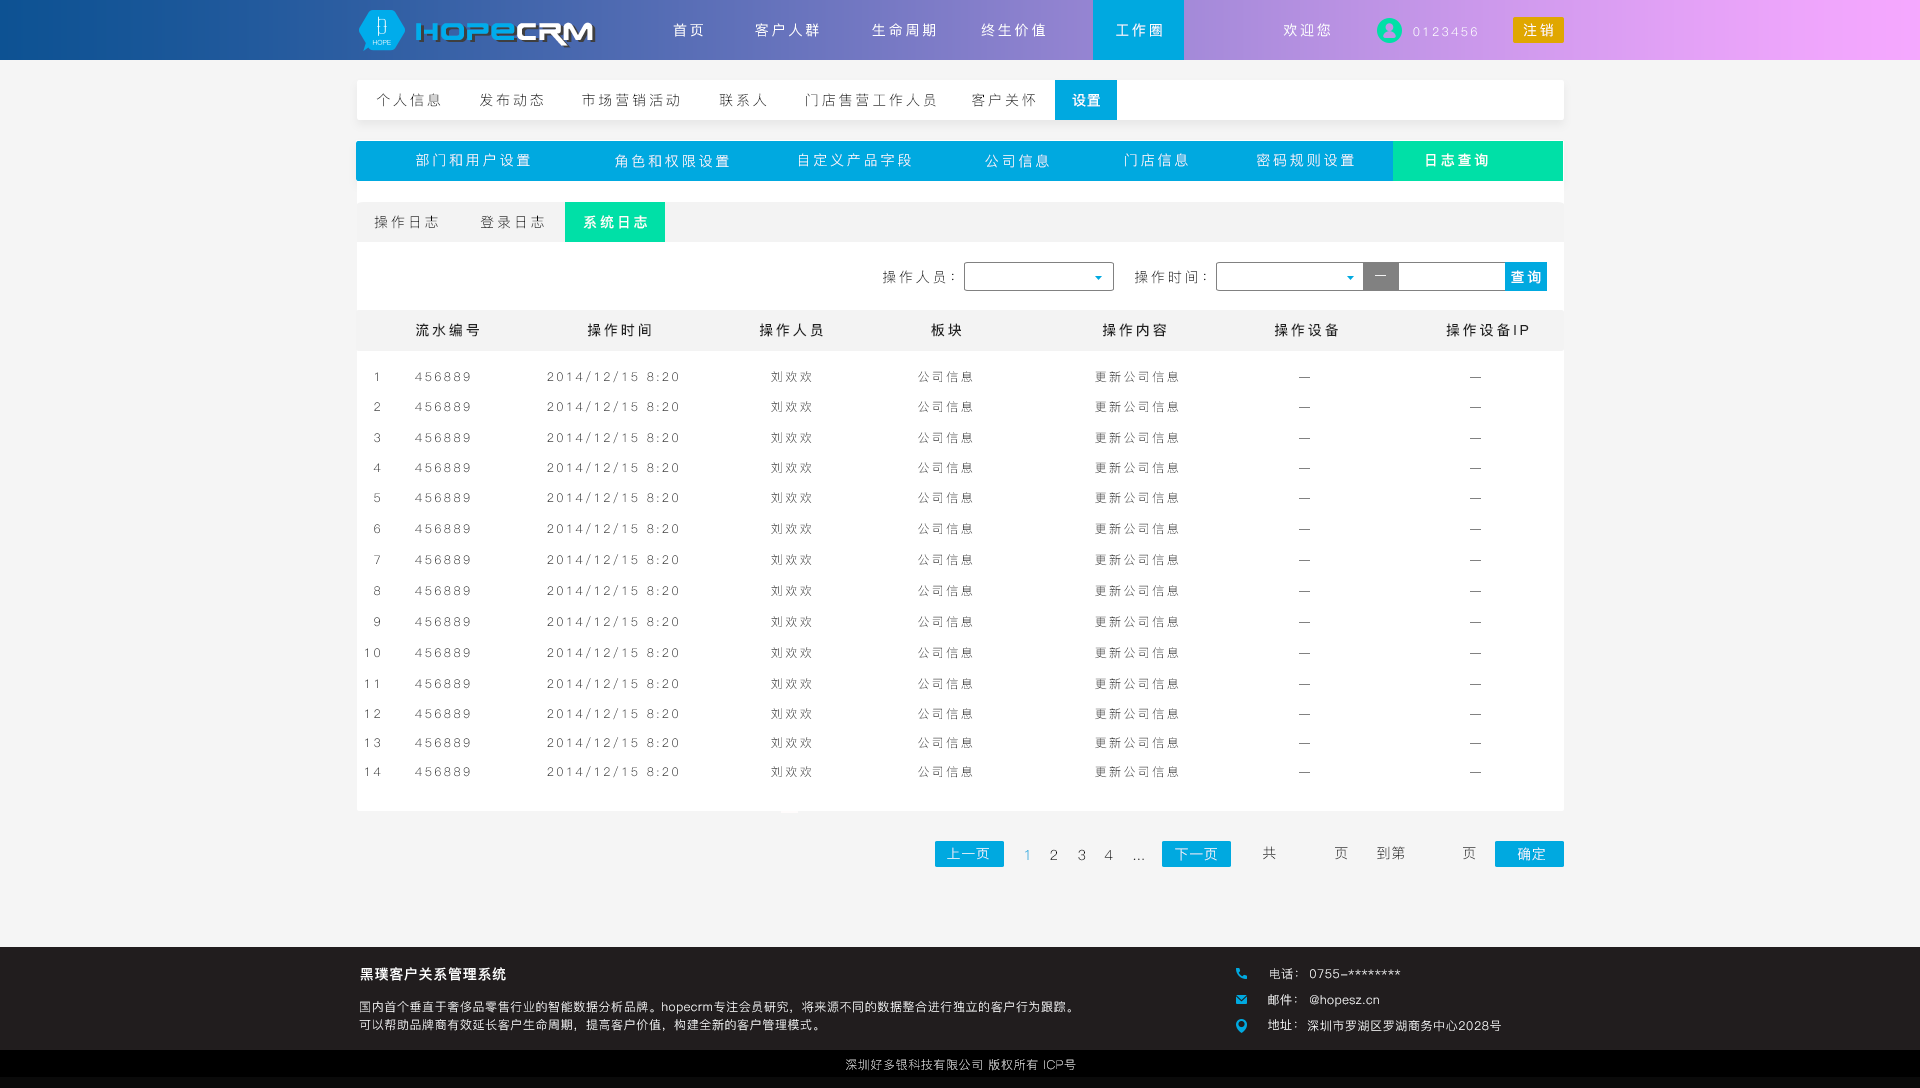 HOPE HOPECRM 首页 客户人群 生命周期 终生价值 工作圈 欢迎您 0123456 注销
个人信息 发布动态 市场营销活动 联系人 门店售营工作人员 客户关怀 设置
部门和用户设置 角色和权限设置 自定义产品字段 公司信息 门店信息 密码规则设置 日志查询
操作日志 登录日志 系统日志
操作人员： 操作时间： — 查询
流水编号 操作时间 操作人员 板块 操作内容 操作设备 操作设备IP
1 456889 2014/12/15 8:20 刘欢欢 公司信息 更新公司信息 — —
2 456889 2014/12/15 8:20 刘欢欢 公司信息 更新公司信息 — —
3 456889 2014/12/15 8:20 刘欢欢 公司信息 更新公司信息 — —
4 456889 2014/12/15 8:20 刘欢欢 公司信息 更新公司信息 — —
5 456889 2014/12/15 8:20 刘欢欢 公司信息 更新公司信息 — —
6 456889 2014/12/15 8:20 刘欢欢 公司信息 更新公司信息 — —
7 456889 2014/12/15 8:20 刘欢欢 公司信息 更新公司信息 — —
8 456889 2014/12/15 8:20 刘欢欢 公司信息 更新公司信息 — —
9 456889 2014/12/15 8:20 刘欢欢 公司信息 更新公司信息 — —
10 456889 2014/12/15 8:20 刘欢欢 公司信息 更新公司信息 — —
11 456889 2014/12/15 8:20 刘欢欢 公司信息 更新公司信息 — —
12 456889 2014/12/15 8:20 刘欢欢 公司信息 更新公司信息 — —
13 456889 2014/12/15 8:20 刘欢欢 公司信息 更新公司信息 — —
14 456889 2014/12/15 8:20 刘欢欢 公司信息 更新公司信息 — —
上一页 1 2 3 4 ... 下一页 共 页 到第 页 确定
黑璞客户关系管理系统
国内首个垂直于奢侈品零售行业的智能数据分析品牌。hopecrm专注会员研究，将来源不同的数据整合进行独立的客户行为跟踪。
可以帮助品牌商有效延长客户生命周期，提高客户价值，构建全新的客户管理模式。
电话： 0755-********
邮件： @hopesz.cn
地址： 深圳市罗湖区罗湖商务中心2028号
深圳好多银科技有限公司 版权所有 ICP号